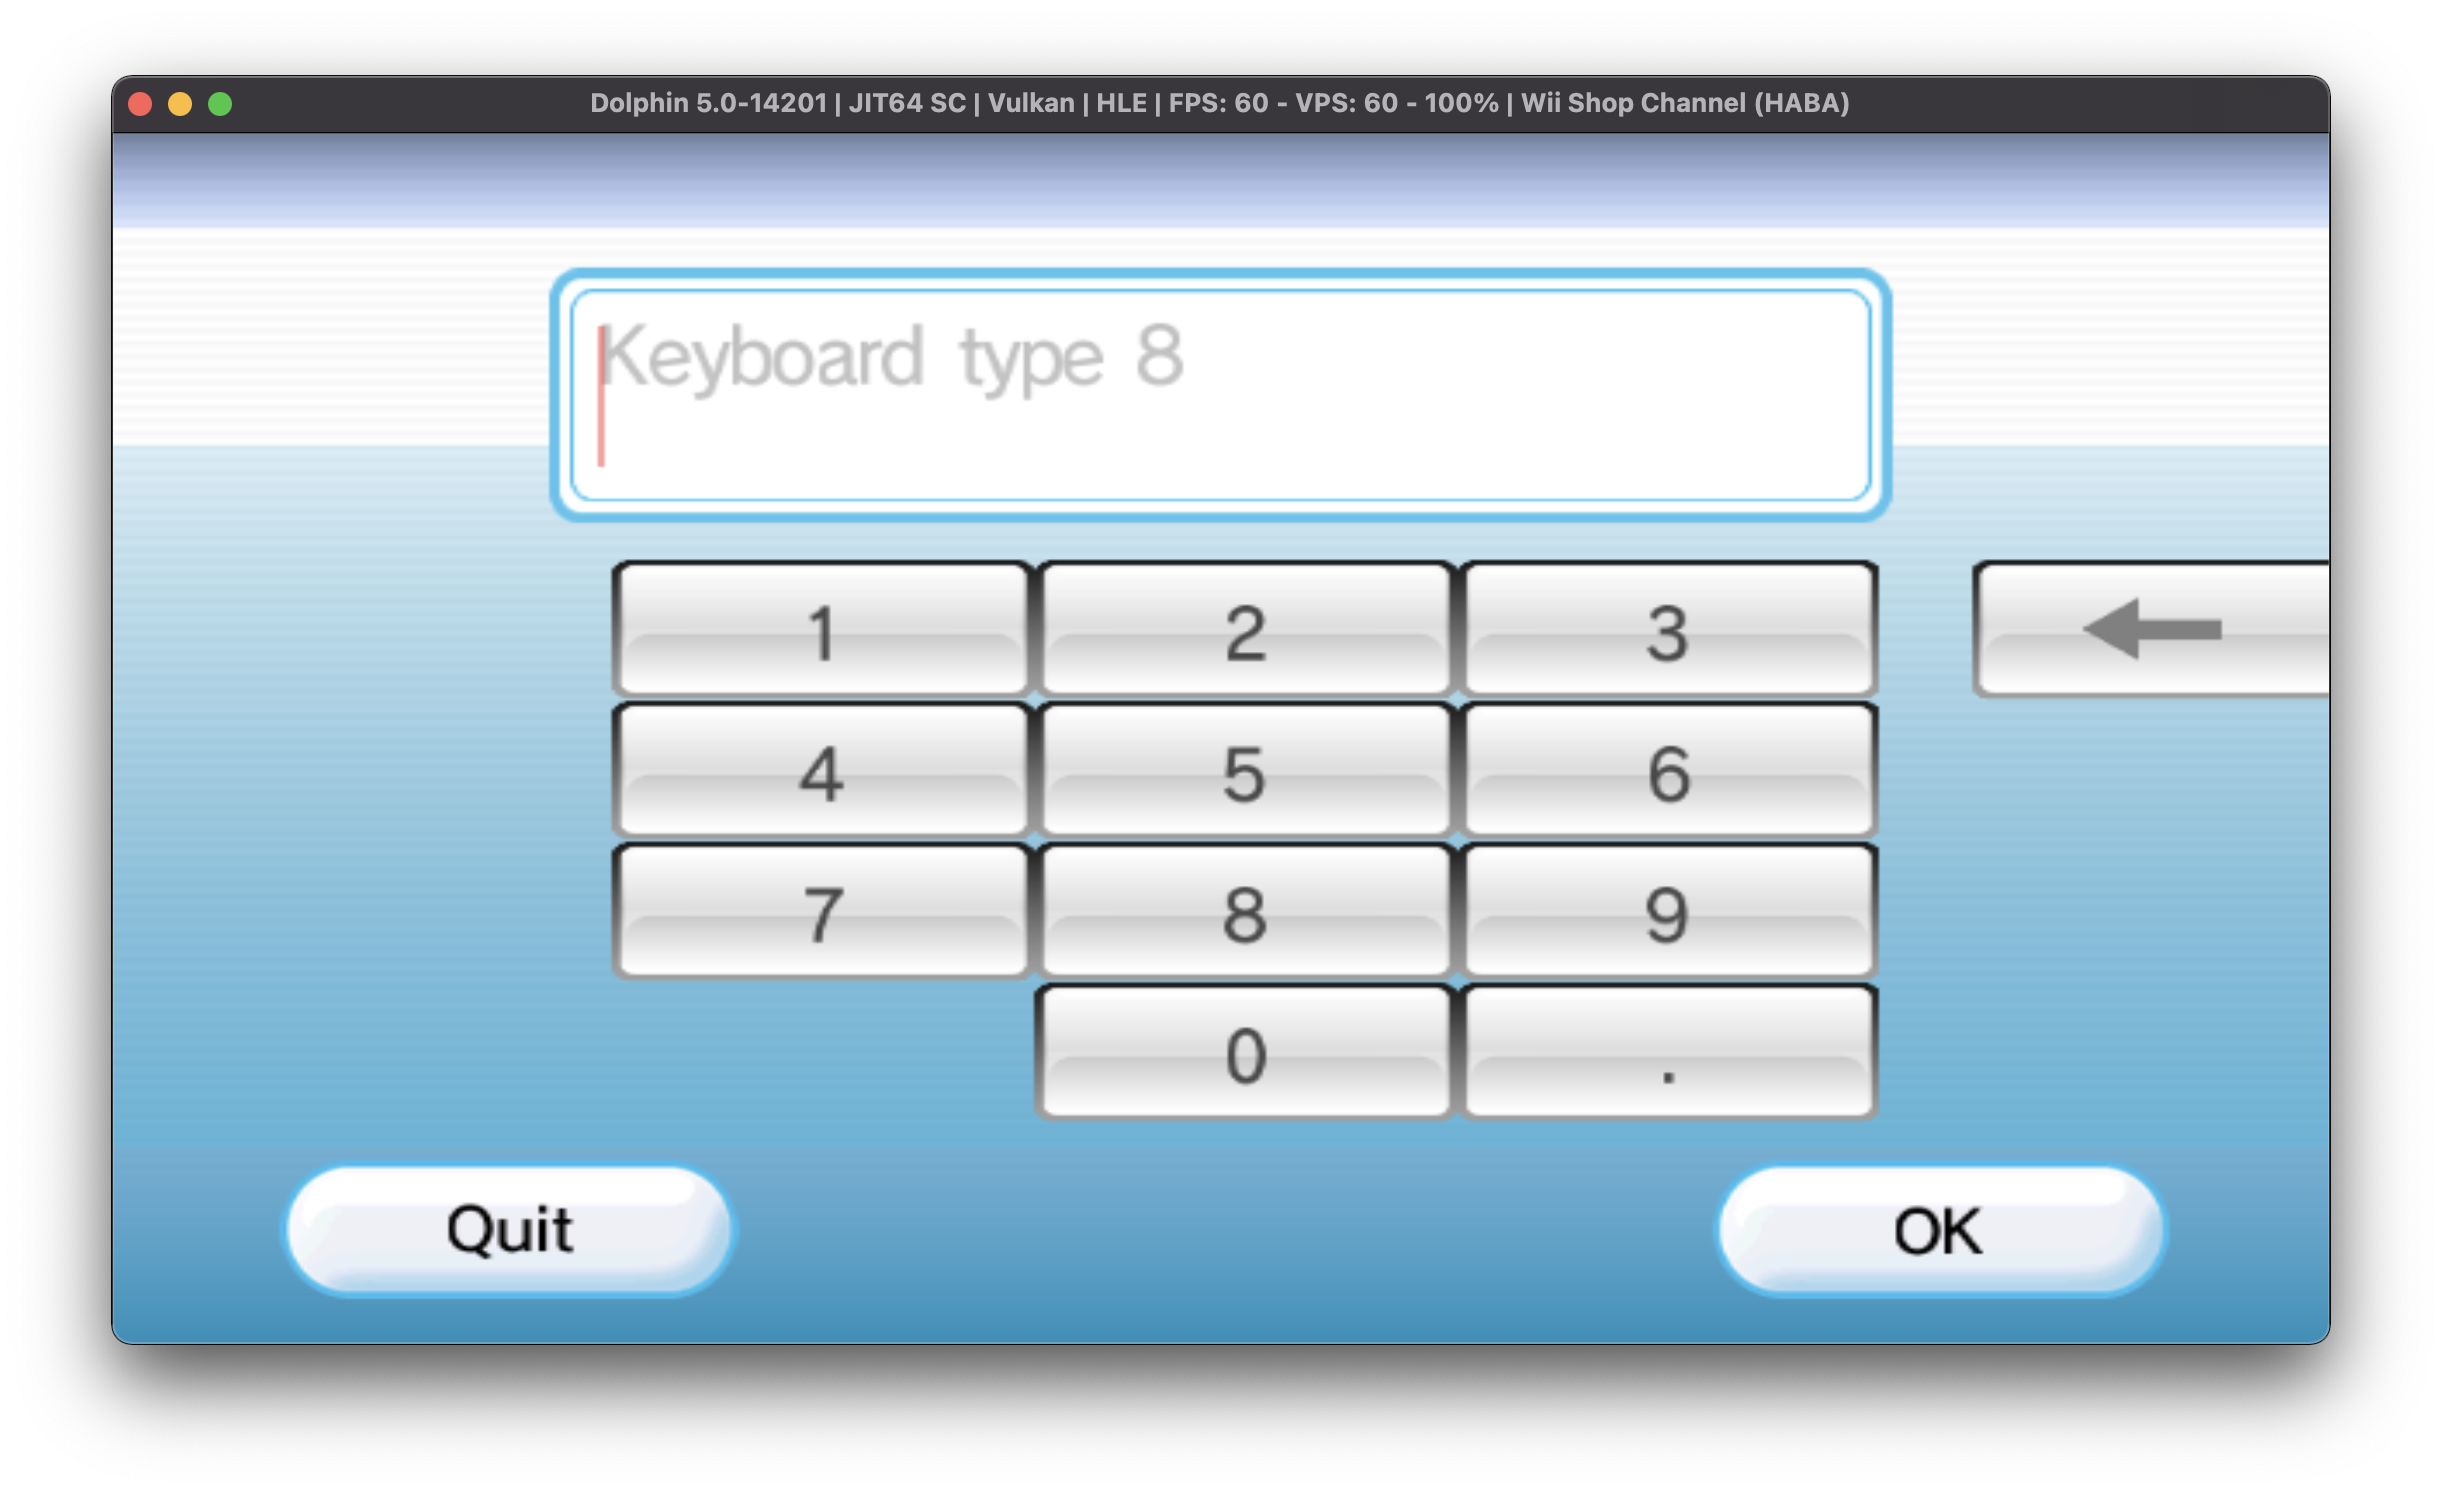 Dolphin 5.0-14201 | JIT64 SC | Vulkan | HLE | FPS: 60 - VPS: 60 - 100% | Wii Shop Channel (HABA)
Keyboard type 8
1 2 3
4 5 6
7 8 9
0 .
Quit OK